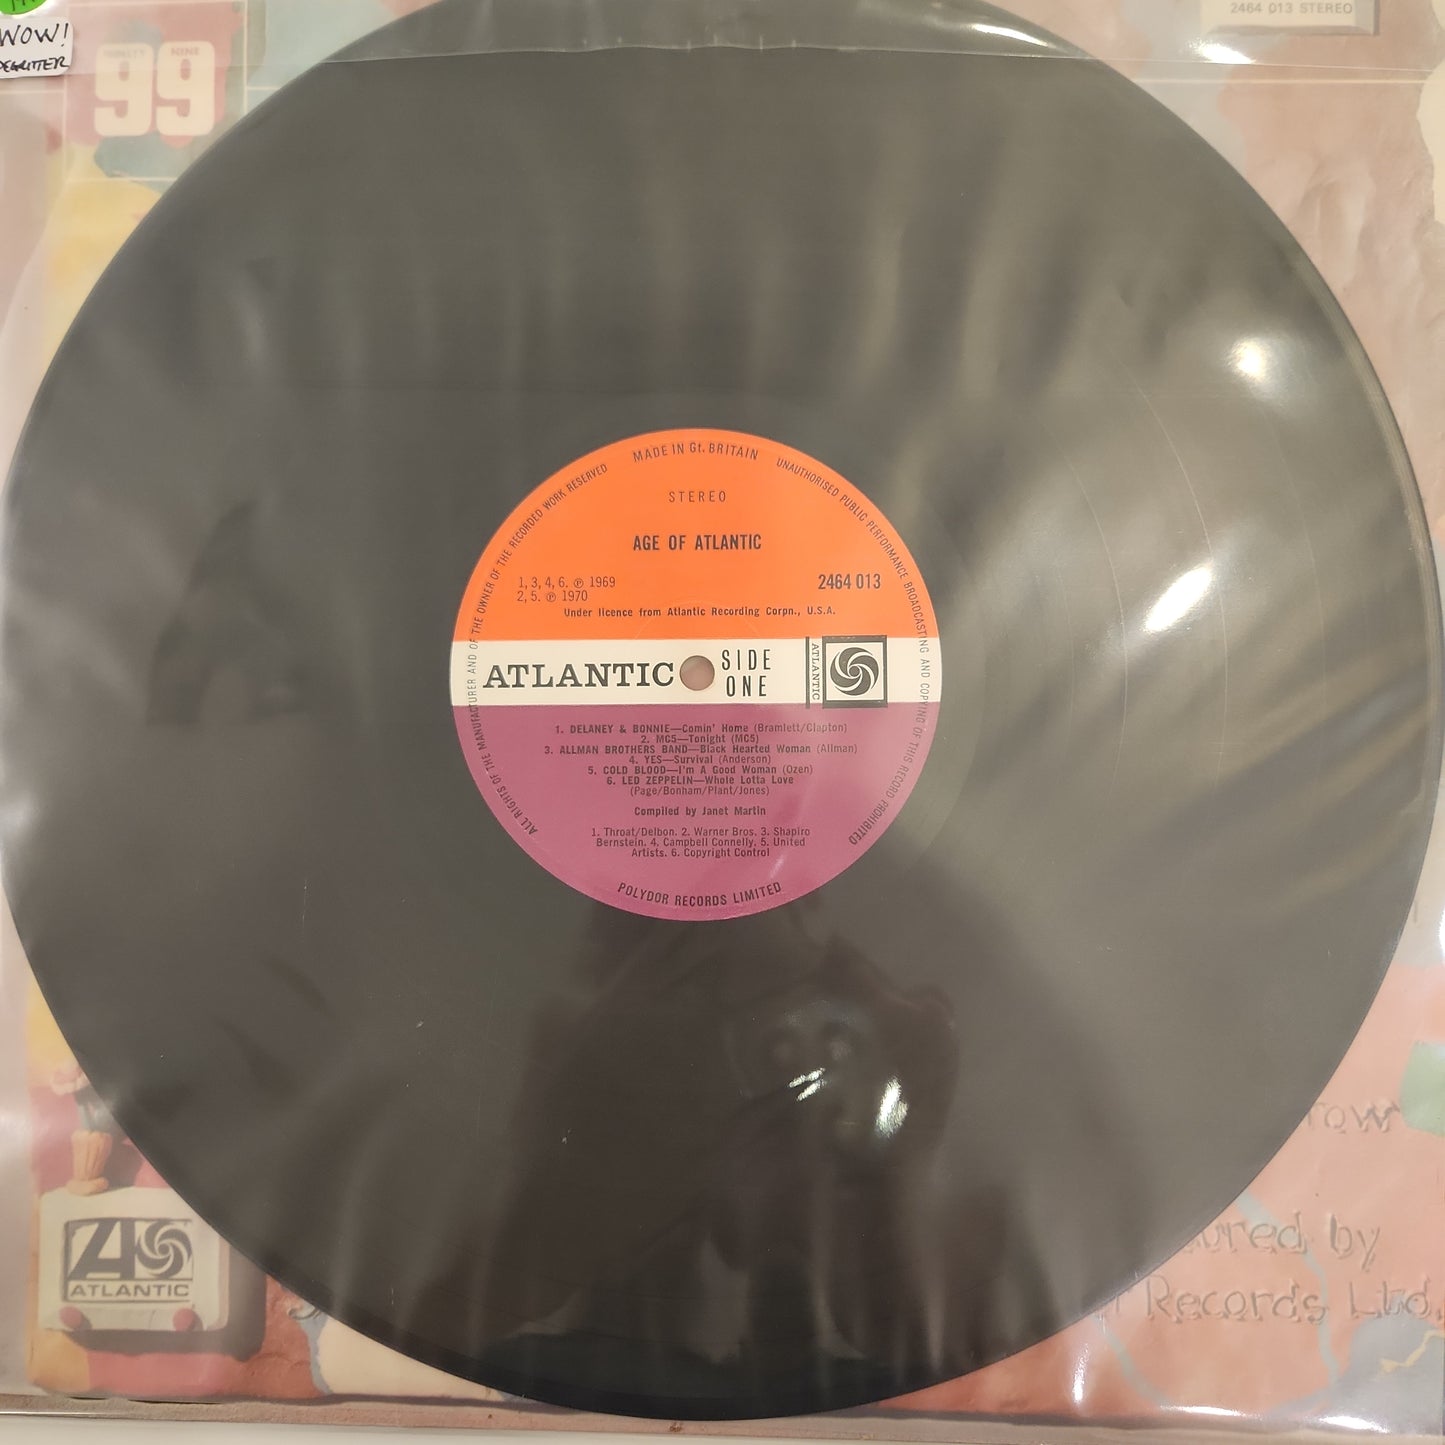 WOW!
2464 013 STEREO
NINETY NINE
99
MADE IN Gt. BRITAIN
ALL RIGHTS OF THE MANUFACTURER AND OF THE OWNER OF THE RECORDED WORK RESERVED
UNAUTHORISED PUBLIC PERFORMANCE BROADCASTING AND COPYING OF THIS RECORD PROHIBITED
STEREO
AGE OF ATLANTIC
1, 3, 4, 6. ℗ 1969
2, 5. ℗ 1970
2464 013
Under licence from Atlantic Recording Corpn., U.S.A.
ATLANTIC
SIDE
ONE
ATLANTIC
1. DELANEY & BONNIE—Comin' Home (Bramlett/Clapton)
2. MC5—Tonight (MC5)
3. ALLMAN BROTHERS BAND—Black Hearted Woman (Allman)
4. YES—Survival (Anderson)
5. COLD BLOOD—I'm A Good Woman (Ozen)
6. LED ZEPPELIN—Whole Lotta Love
(Page/Bonham/Plant/Jones)
Compiled by Janet Martin
1. Throat/Delbon. 2. Warner Bros. 3. Shapiro
Bernstein. 4. Campbell Connelly. 5. United
Artists. 6. Copyright Control
POLYDOR RECORDS LIMITED
ATLANTIC
by
Records Ltd.